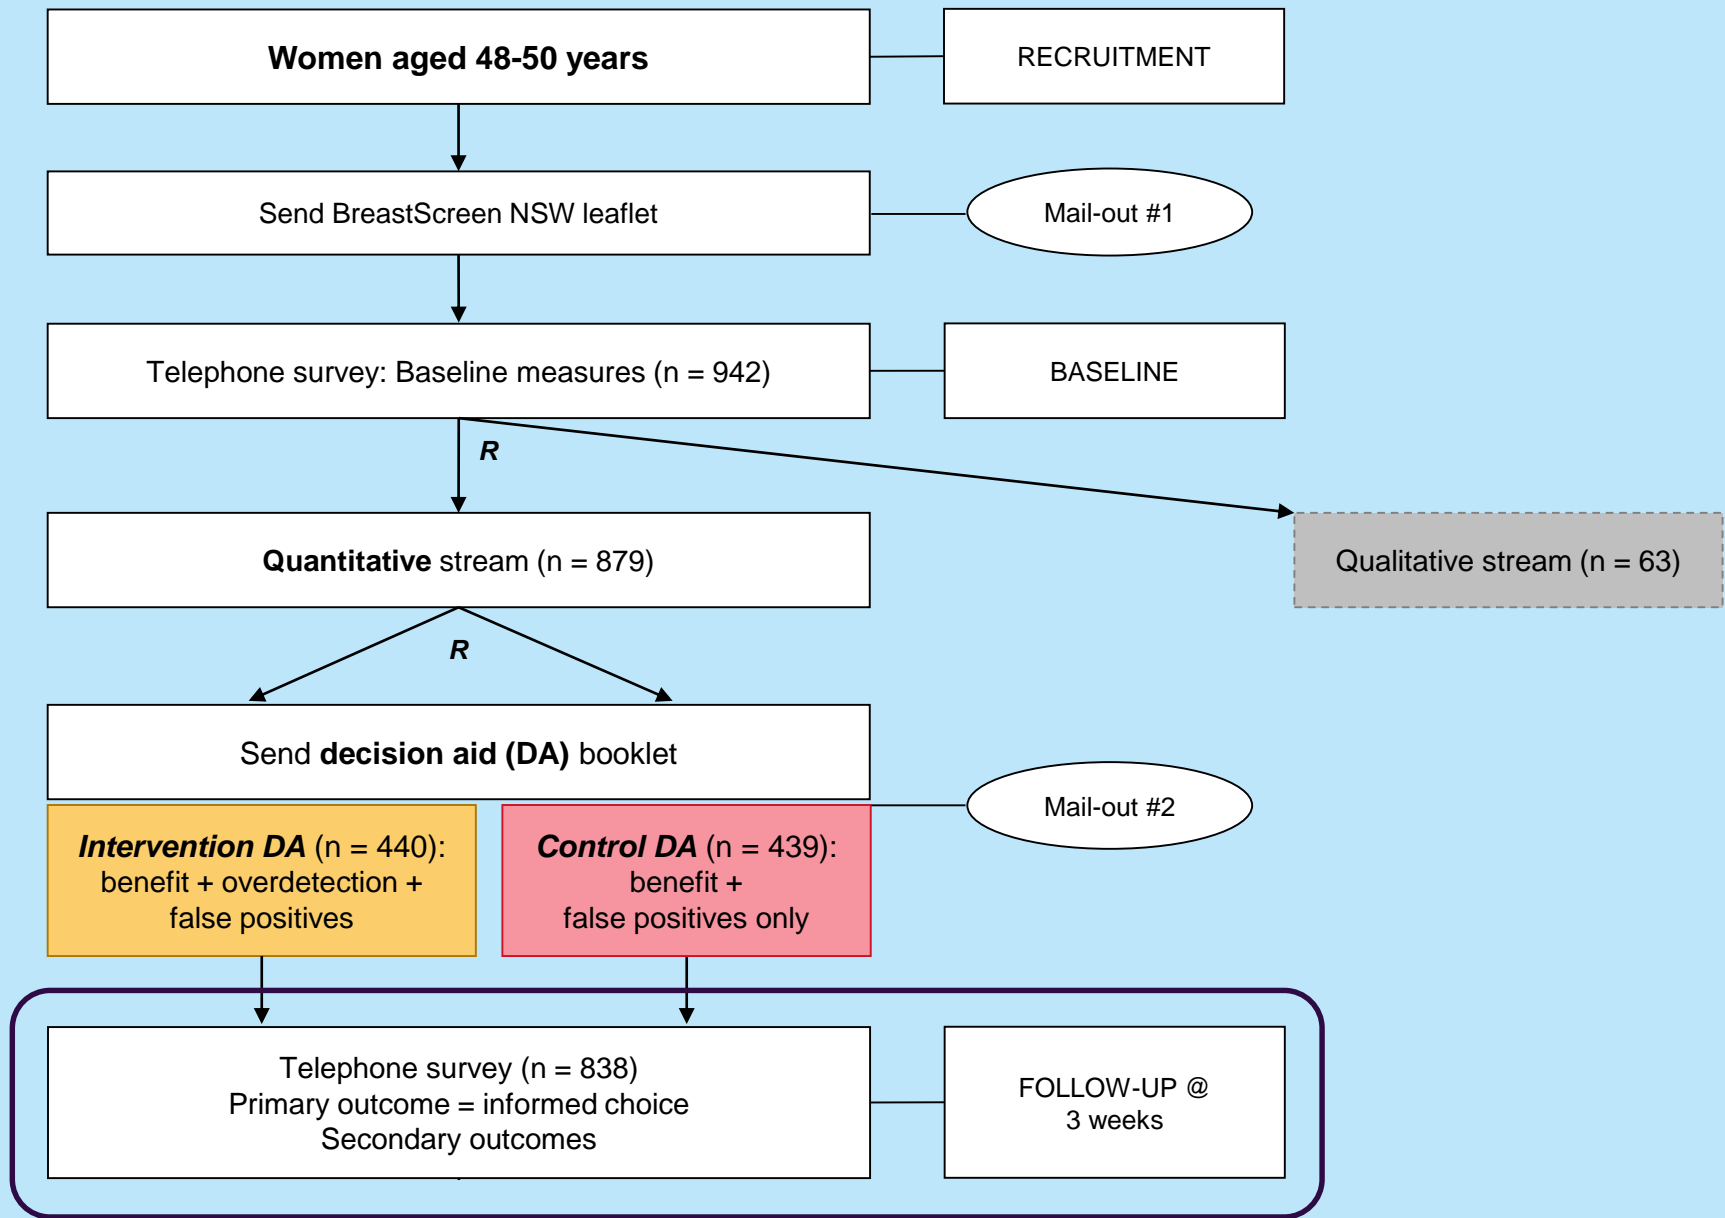 Women aged 48-50 years
RECRUITMENT
Send BreastScreen NSW leaflet
Mail-out #1
Telephone survey: Baseline measures (n = 942)
BASELINE
R
Quantitative stream (n = 879)
Qualitative stream (n = 63)
R
Send decision aid (DA) booklet
Mail-out #2
Intervention DA (n = 440):
benefit + overdetection +
false positives
Control DA (n = 439):
benefit +
false positives only
Telephone survey (n = 838)
Primary outcome = informed choice
Secondary outcomes
FOLLOW-UP @
3 weeks